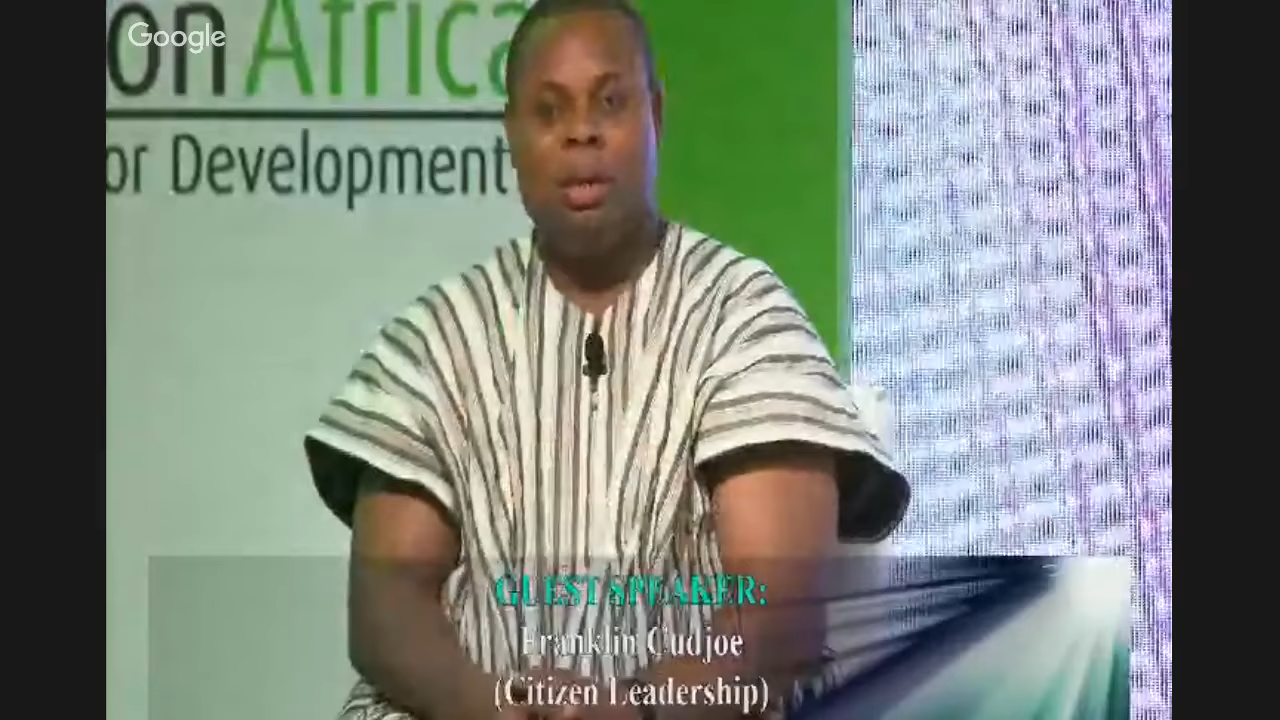 Google
on Africa
or Development
GUEST SPEAKER:
Franklin Cudjoe
(Citizen Leadership)